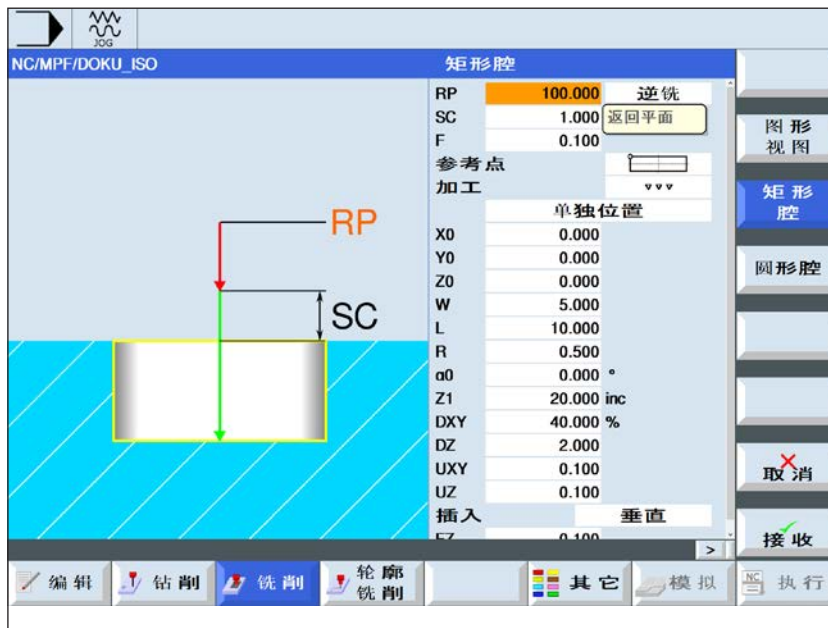 JOG
NC/MPF/DOKU_ISO
矩形腔
RP 100.000 逆铣
SC 1.000 返回平面
F 0.100
参考点
加工 ▿▿▿
单独位置
X0 0.000
Y0 0.000
Z0 0.000
W 5.000
L 10.000
R 0.500
α0 0.000 °
Z1 20.000 inc
DXY 40.000 %
DZ 2.000
UXY 0.100
UZ 0.100
插入 垂直
FZ 0.100
RP
SC
图形
视图
矩形
腔
圆形腔
取消
接收
>
编辑
钻削
铣削
轮廓
铣削
其它
模拟
NC
执行